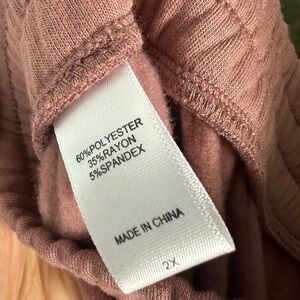 60%POLYESTER
35%RAYON
5%SPANDEX
MADE IN CHINA
2X